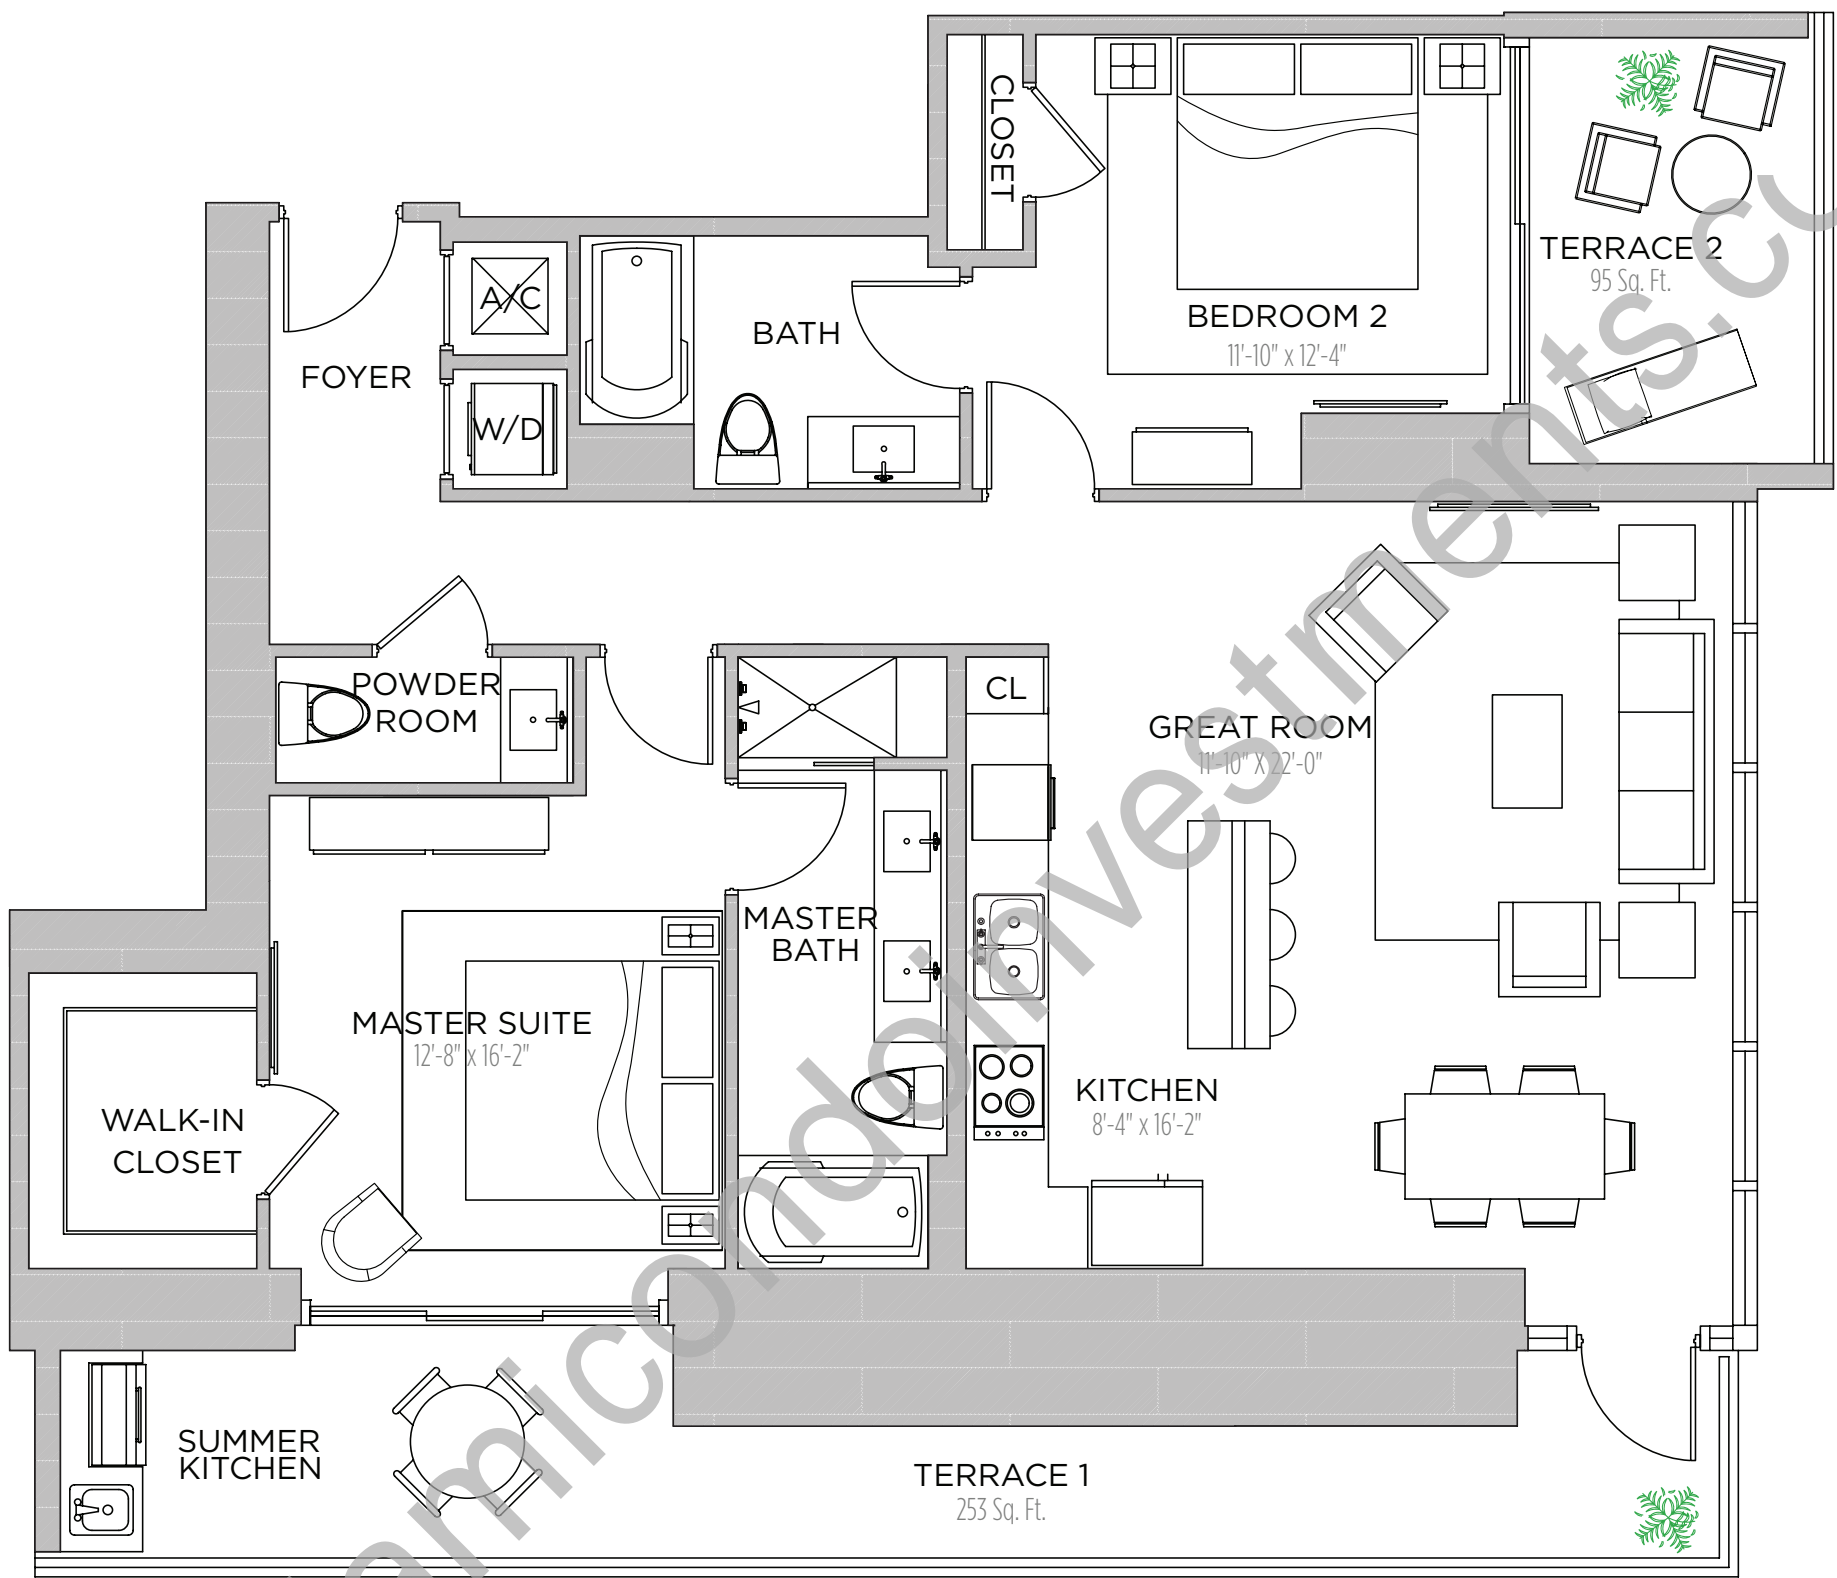 CLOSET
TERRACE 2
95 Sq. Ft.
A/C
BATH
BEDROOM 2
11'-10" x 12'-4"
FOYER
W/D
POWDER
ROOM
CL
GREAT ROOM
11'-10" X 22'-0"
MASTER
BATH
MASTER SUITE
12'-8" x 16'-2"
KITCHEN
8'-4" x 16'-2"
WALK-IN
CLOSET
SUMMER
KITCHEN
TERRACE 1
253 Sq. Ft.
amicondoinvestments.co